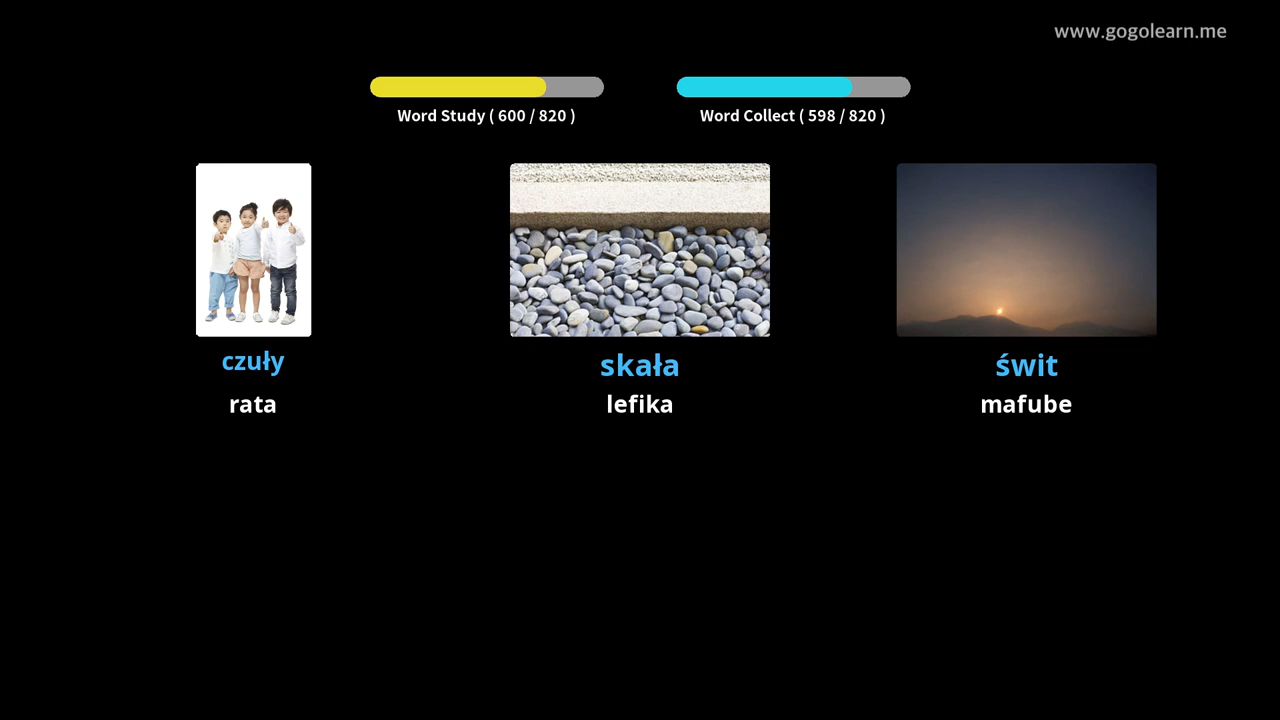 www.gogolearn.me
Word Study ( 600 / 820 )
Word Collect ( 598 / 820 )
czuły
skała
świt
rata
lefika
mafube